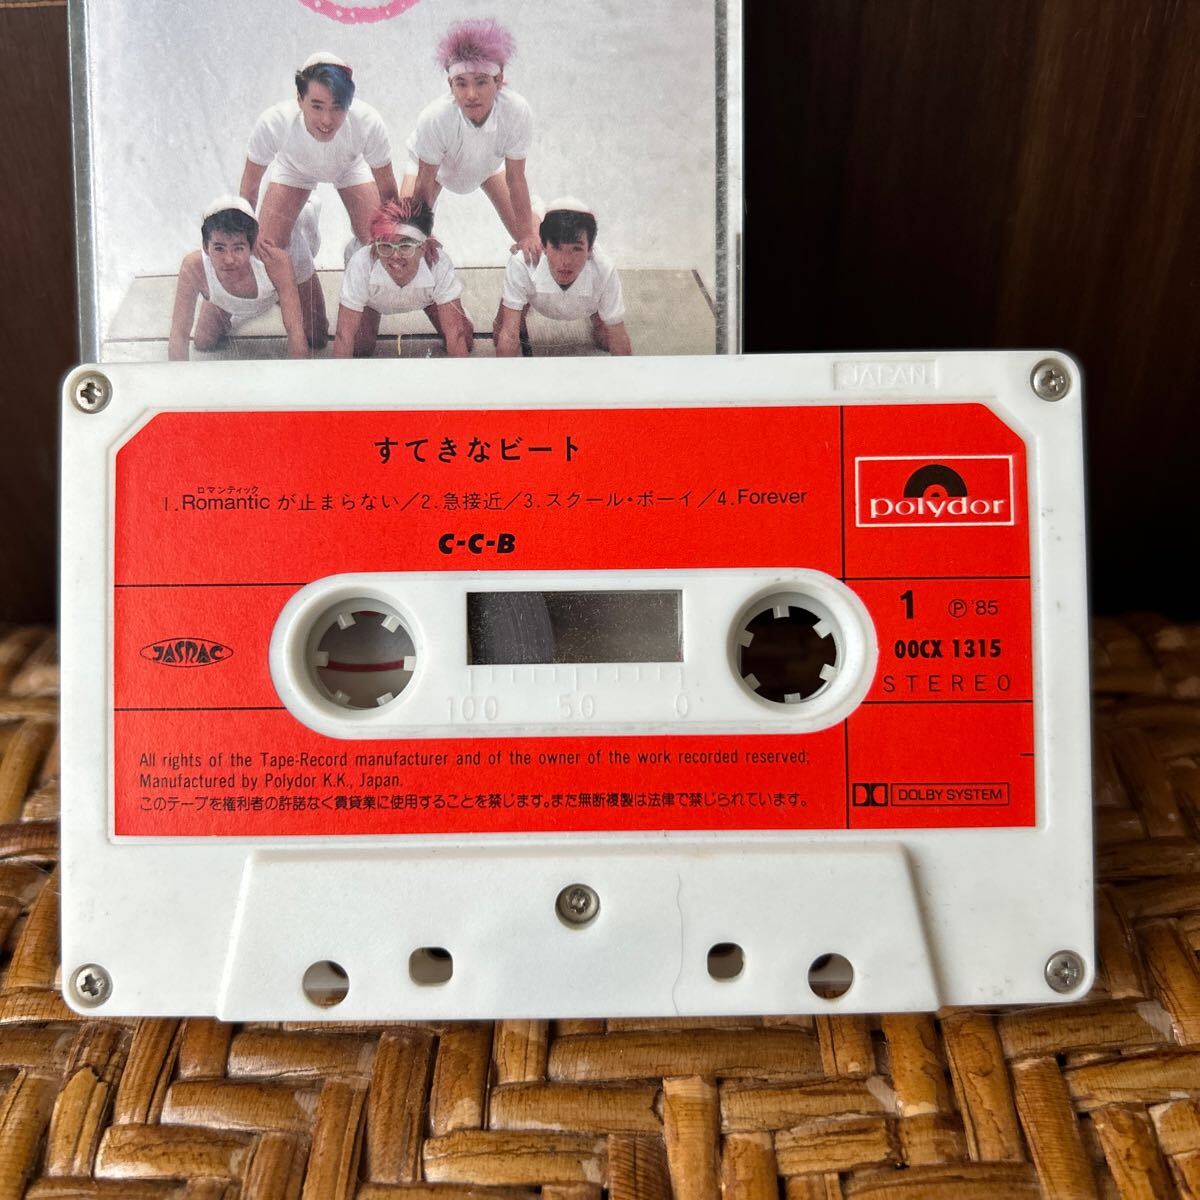 JAPAN
すてきなビート
ロマンティック
1.Romanticが止まらない/2.急接近/3.スクール・ボーイ/4.Forever
C-C-B
polydor
1 Ⓟ'85
00CX 1315
STEREO
JASRAC
100 50 0
All rights of the Tape-Record manufacturer and of the owner of the work recorded reserved;
Manufactured by Polydor K.K., Japan.
このテープを権利者の許諾なく賃貸業に使用することを禁じます。また無断複製は法律で禁じられています。
DOLBY SYSTEM